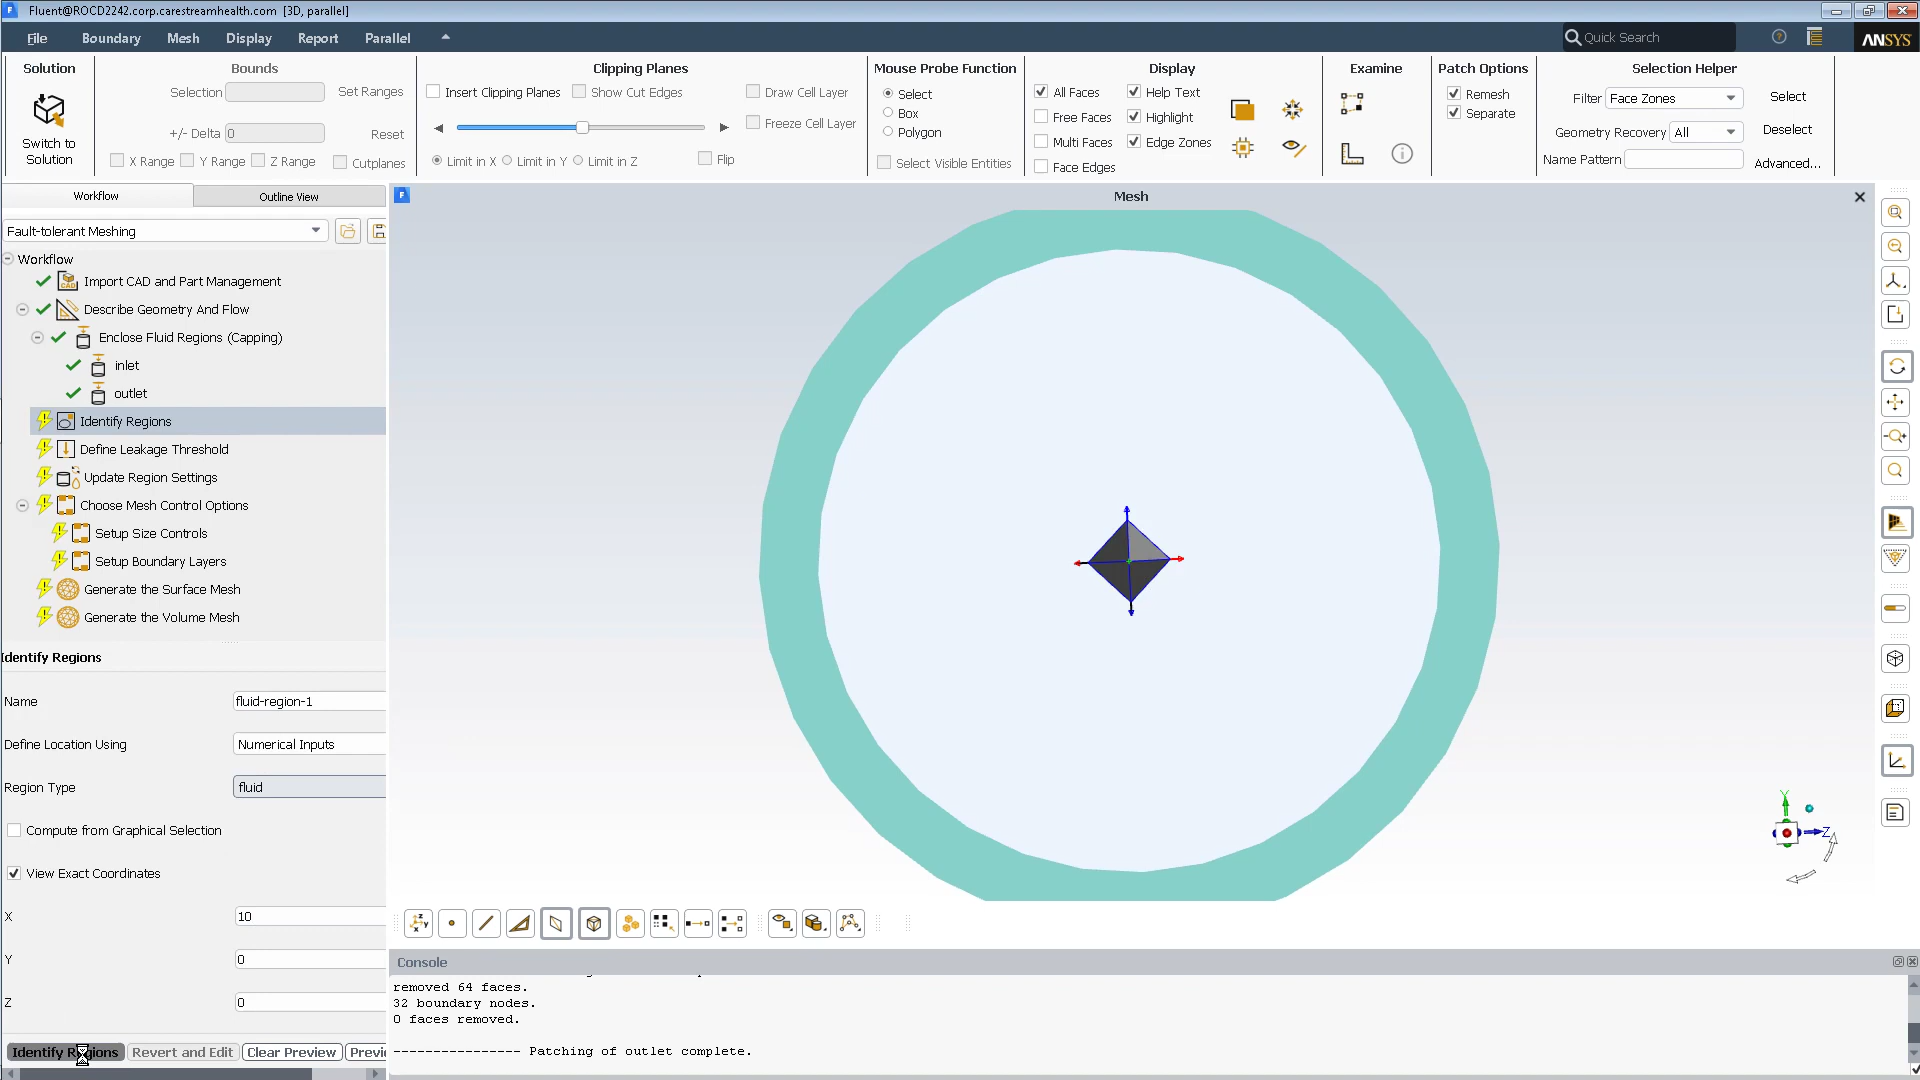 Fluent@ROCD2242.corp.carestreamhealth.com [3D, parallel]
File Boundary Mesh Display Report Parallel
Quick Search
ANSYS
Solution
Switch to
Solution
Bounds
Selection
Set Ranges
+/- Delta 0
Reset
X Range Y Range Z Range Cutplanes
Clipping Planes
Insert Clipping Planes Show Cut Edges Draw Cell Layer
Freeze Cell Layer
Limit in X Limit in Y Limit in Z Flip
Mouse Probe Function
Select
Box
Polygon
Select Visible Entities
Display
All Faces Help Text
Free Faces Highlight
Multi Faces Edge Zones
Face Edges
Examine
Patch Options
Remesh
Separate
Selection Helper
Filter Face Zones Select
Geometry Recovery All Deselect
Name Pattern Advanced...
Workflow Outline View
Fault-tolerant Meshing
Workflow
Import CAD and Part Management
Describe Geometry And Flow
Enclose Fluid Regions (Capping)
inlet
outlet
Identify Regions
Define Leakage Threshold
Update Region Settings
Choose Mesh Control Options
Setup Size Controls
Setup Boundary Layers
Generate the Surface Mesh
Generate the Volume Mesh
Identify Regions
Name fluid-region-1
Define Location Using Numerical Inputs
Region Type fluid
Compute from Graphical Selection
View Exact Coordinates
X 10
Y 0
Z 0
Identify Regions Revert and Edit Clear Preview Previ
Mesh
Y
Z
Console
removed 64 faces.
32 boundary nodes.
0 faces removed.
---------------- Patching of outlet complete.